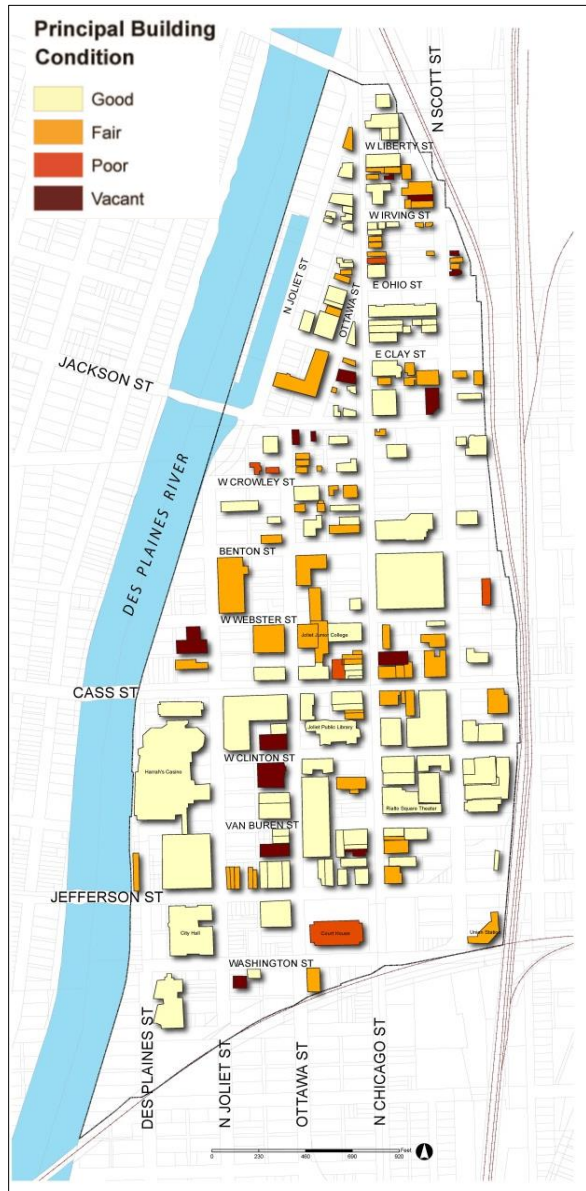 Principal Building
Condition
Good
Fair
Poor
Vacant
N SCOTT ST
W LIBERTY ST
W IRVING ST
N JOLIET ST
OTTAWA ST
E OHIO ST
E CLAY ST
JACKSON ST
DES PLAINES RIVER
W CROWLEY ST
BENTON ST
W WEBSTER ST
Joliet Junior College
CASS ST
Joliet Public Library
W CLINTON ST
Harrah's Casino
Rialto Square Theater
VAN BUREN ST
JEFFERSON ST
City Hall
Court House
Union Station
WASHINGTON ST
DES PLAINES ST
N JOLIET ST
OTTAWA ST
N CHICAGO ST
0 230 460 690 920 Feet